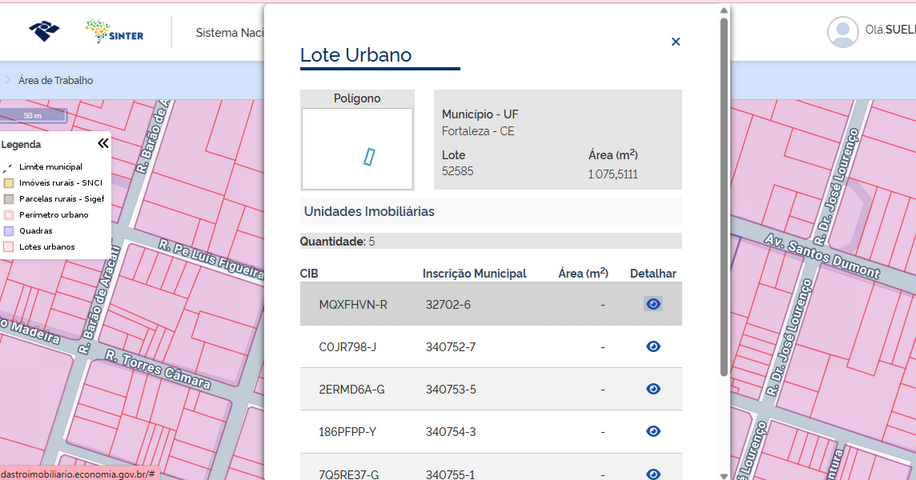 SINTER
Sistema Naci
Olá,SUELI
Área de Trabalho
50 m
Legenda
Limite municipal
Imóveis rurais - SNCI
Parcelas rurais - Sigef
Perímetro urbano
Quadras
Lotes urbanos
Lote Urbano
Polígono
Município - UF
Fortaleza - CE
Lote
Área (m²)
52585
1.075,5111
Unidades Imobiliárias
Quantidade: 5
CIB Inscrição Municipal Área (m²) Detalhar
MQXFHVN-R 32702-6 -
C0JR798-J 340752-7 -
2ERMD6A-G 340753-5 -
186PFPP-Y 340754-3 -
7Q5RE37-G 340755-1 -
R. Barão de A
R. Pe Luis Figueira
R. Barão de Aracati
o Madeira
R. Torres Câmara
R. Dr. José Lourenço
Av. Santos Dumont
R. Dr. José Lourenço
Lourenço
ntura
dastroimobiliario.economia.gov.br/#